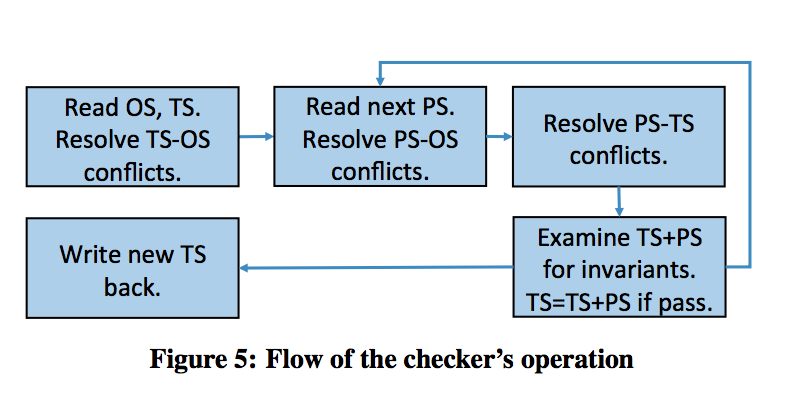 Read OS, TS.
Resolve TS-OS
conflicts.
Read next PS.
Resolve PS-OS
conflicts.
Resolve PS-TS
conflicts.
Examine TS+PS
for invariants.
TS=TS+PS if pass.
Write new TS
back.
Figure 5: Flow of the checker's operation